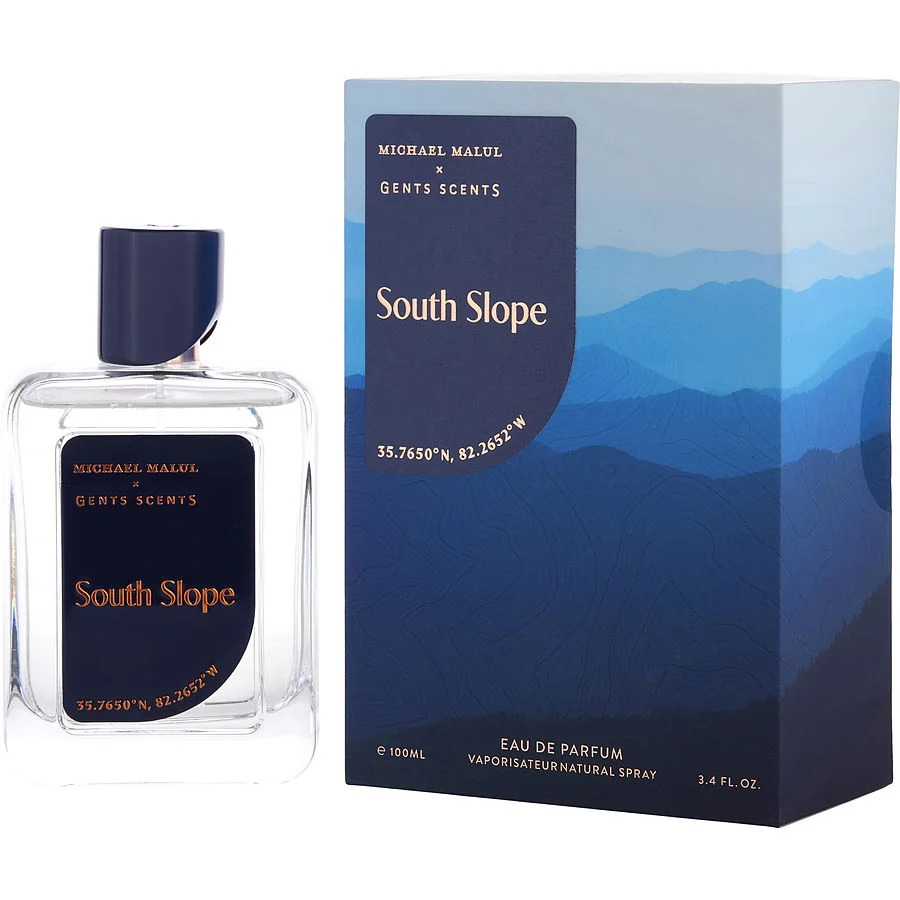 MICHAEL MALUL
x
GENTS SCENTS
South Slope
35.7650°N, 82.2652°W
MICHAEL MALUL
x
GENTS SCENTS
South Slope
35.7650°N, 82.2652°W
℮ 100ML
EAU DE PARFUM
VAPORISATEUR NATURAL SPRAY
3.4 FL. OZ.